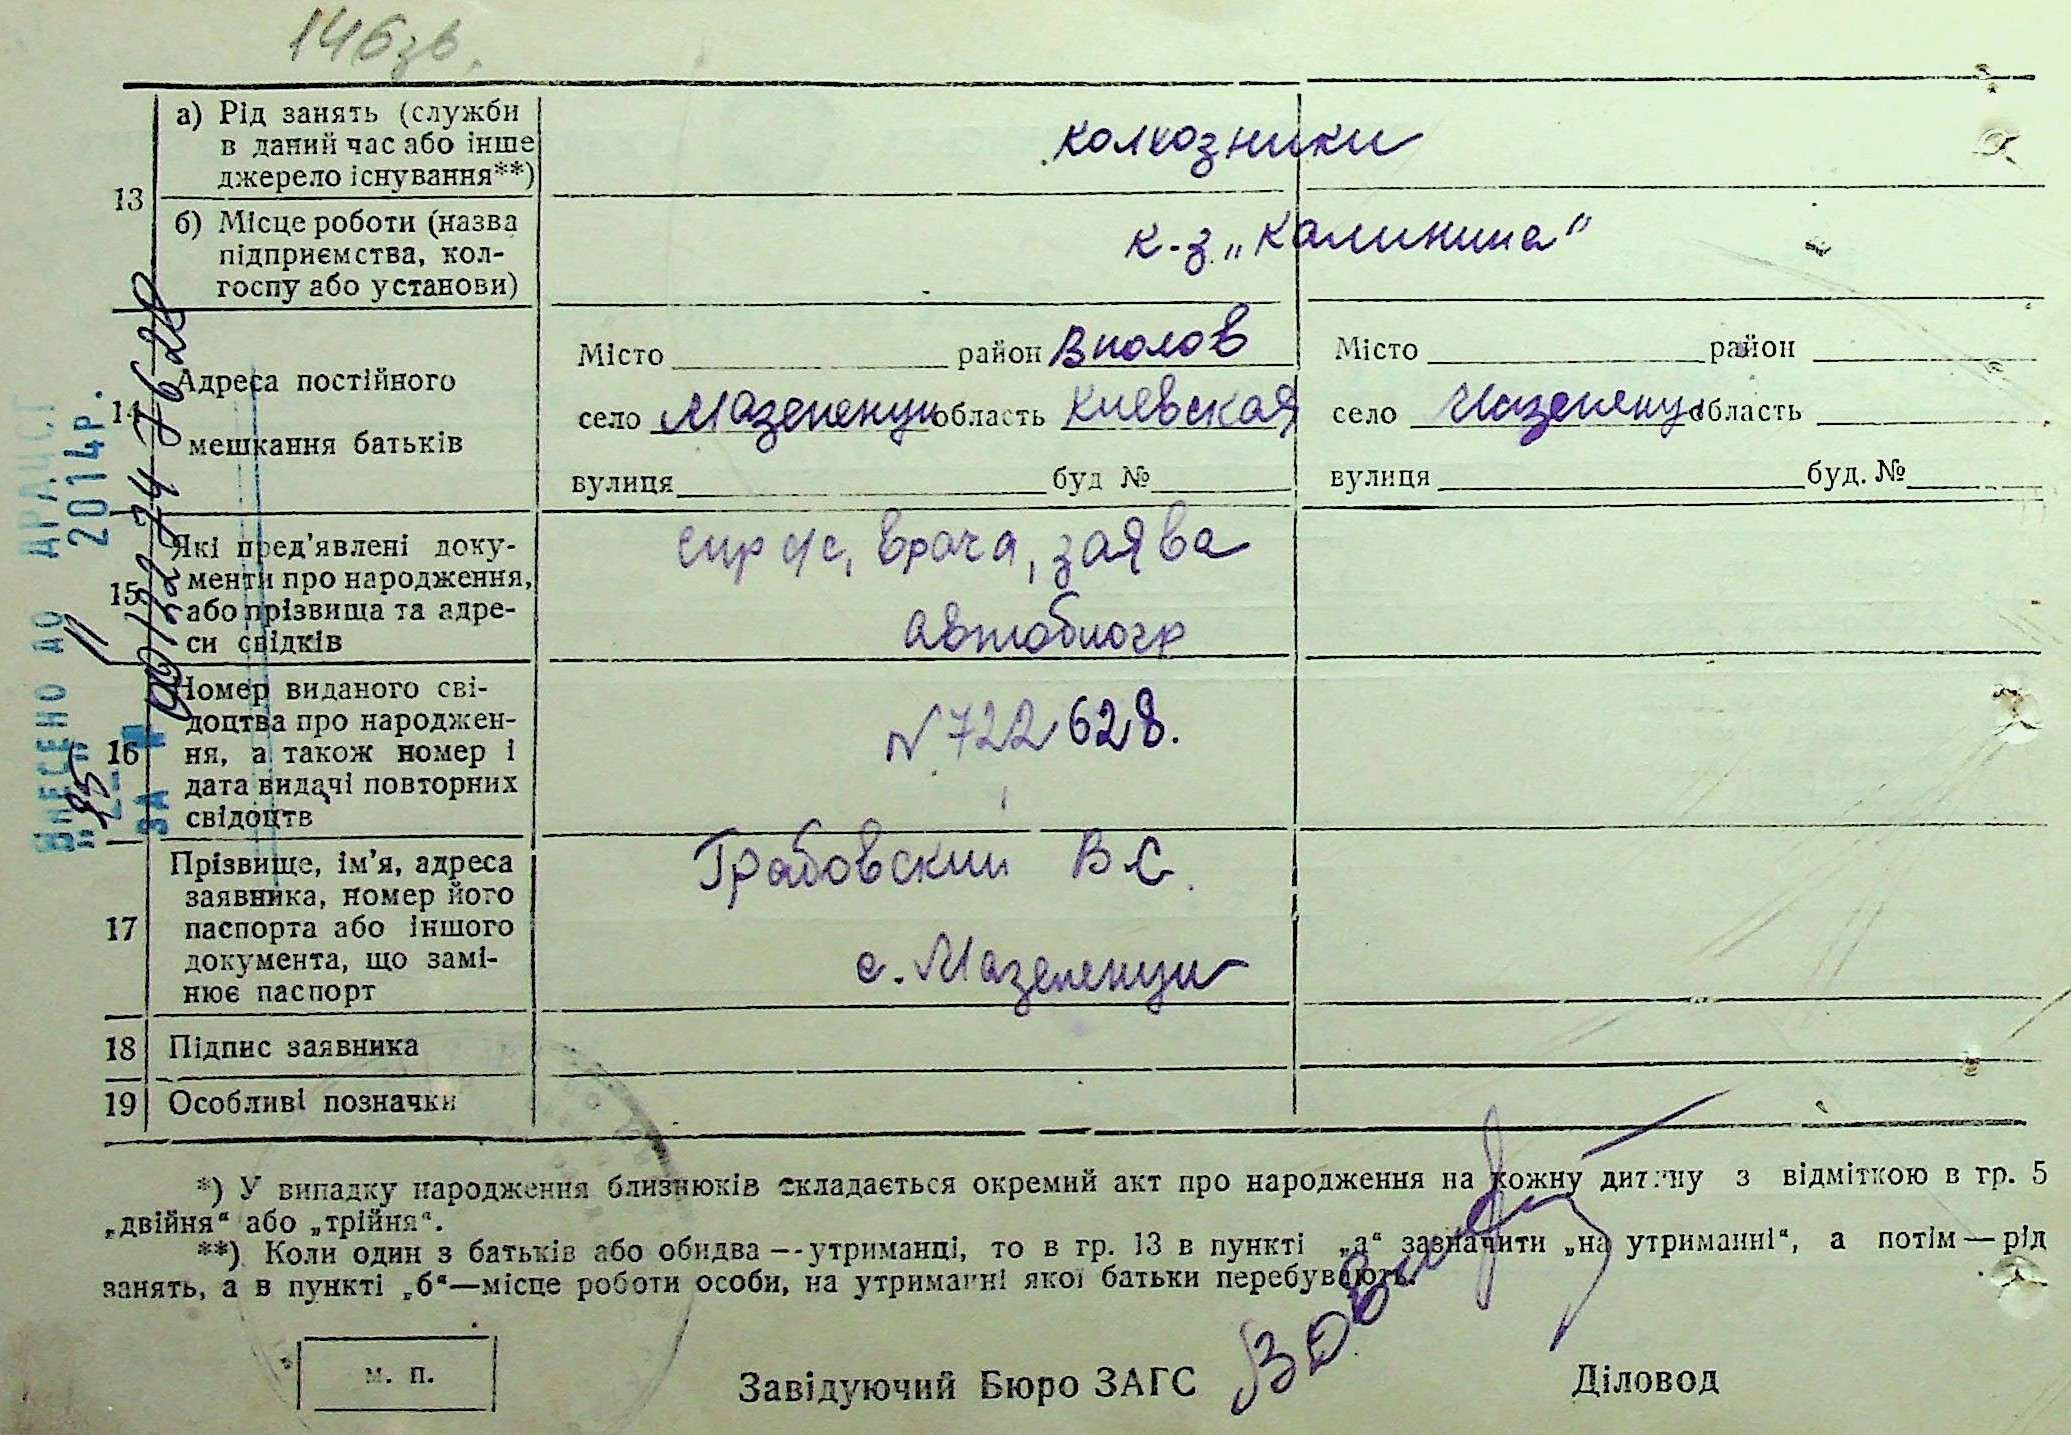 146зв.
13
а) Рід занять (служби
в даний час або інше
джерело існування**)
колхозники
б) Місце роботи (назва
підприємства, кол-
госпу або установи)
к-з „Калинина"
14
Адреса постійного
мешкання батьків
Місто район Вполов
село Мазепенци область Киевская
вулиця буд №
Місто район
село Мазепенц область
вулиця буд. №
15
Які пред'явлені доку-
менти про народження,
або прізвища та адре-
си свідків
спр с/с, врача, заява
автобиогр
16
Номер виданого сві-
доцтва про народжен-
ня, а також номер і
дата видачі повторних
свідоцтв
N 722628.
17
Прізвище, ім'я, адреса
заявника, номер його
паспорта або іншого
документа, що замі-
нює паспорт
Грабовский В С.
с. Мазепенци
18 Підпис заявника
19 Особливі позначки
*) У випадку народження близнюків складається окремий акт про народження на кожну дитину з відміткою в гр. 5
„двійня“ або „трійня“.
**) Коли один з батьків або обидва—утриманці, то в гр. 13 в пункті „а“ зазначити „на утриманні“, а потім—рід
занять, а в пункті „б“—місце роботи особи, на утриманні якої батьки перебувають.
м. п.
Завідуючий Бюро ЗАГС
Діловод
ВНЕСЕНО ДО ДРАЦСГ
11 2014р.
ЗА №